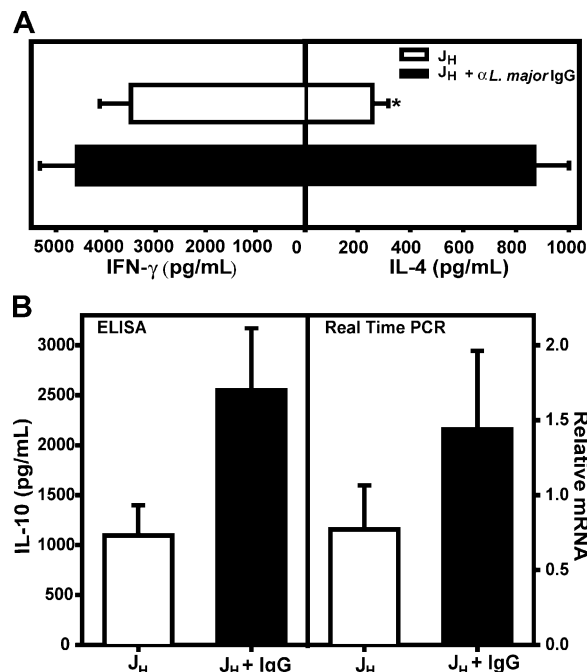 A
J_H
J_H + α L. major IgG
*
5000 4000 3000 2000 1000 0 200 400 600 800 1000
IFN-γ (pg/mL) IL-4 (pg/mL)
B
ELISA Real Time PCR
3000
2500
2000
1500
1000
500
0
IL-10 (pg/mL)
2.0
1.5
1.0
0.5
0.0
Relative mRNA
J_H J_H + IgG J_H J_H + IgG